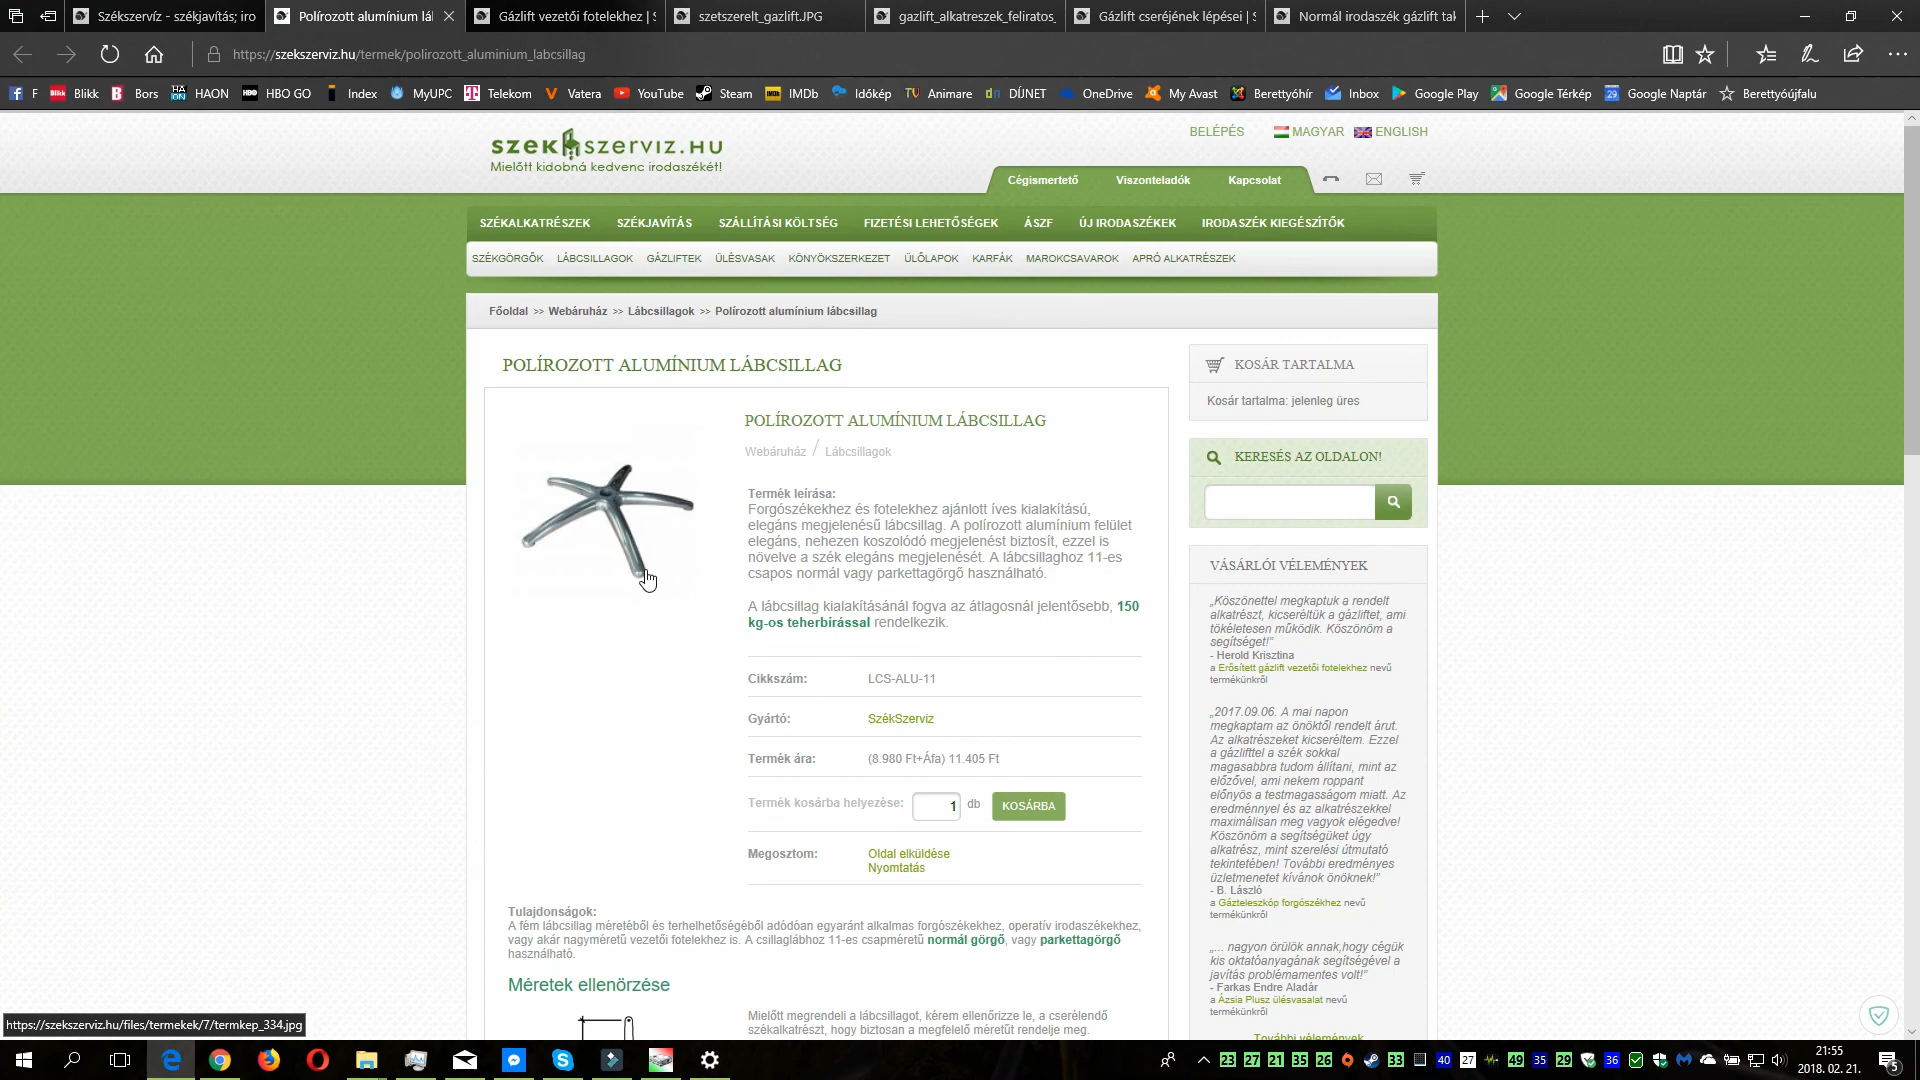 Székszervíz - székjavítás; iro
Polírozott alumínium lá
Gázlift vezetői fotelekhez | S
szetszerelt_gazlift.JPG
gazlift_alkatreszek_feliratos_
Gázlift cseréjének lépései | S
Normál irodaszék gázlift tak
https://szekszerviz.hu/termek/polirozott_aluminium_labcsillag
F
Blikk
Bors
HAON
HBO GO
Index
MyUPC
Telekom
Vatera
YouTube
Steam
IMDb
Időkép
Animare
DÍJNET
OneDrive
My Avast
Berettyóhír
Inbox
Google Play
Google Térkép
Google Naptár
Berettyóújfalu
BELÉPÉS MAGYAR ENGLISH
szekszerviz.HU
Mielőtt kidobná kedvenc irodaszékét!
Cégismertető Viszonteladók Kapcsolat
SZÉKALKATRÉSZEK SZÉKJAVÍTÁS SZÁLLÍTÁSI KÖLTSÉG FIZETÉSI LEHETŐSÉGEK ÁSZF ÚJ IRODASZÉKEK IRODASZÉK KIEGÉSZÍTŐK
SZÉKGÖRGŐK LÁBCSILLAGOK GÁZLIFTEK ÜLÉSVASAK KÖNYÖKSZERKEZET ÜLŐLAPOK KARFÁK MAROKCSAVAROK APRÓ ALKATRÉSZEK
Főoldal >> Webáruház >> Lábcsillagok >> Polírozott alumínium lábcsillag
POLÍROZOTT ALUMÍNIUM LÁBCSILLAG
POLÍROZOTT ALUMÍNIUM LÁBCSILLAG
Webáruház / Lábcsillagok
Termék leírása:
Forgószékekhez és fotelekhez ajánlott íves kialakítású,
elegáns megjelenésű lábcsillag. A polírozott alumínium felület
elegáns, nehezen koszolódó megjelenést biztosít, ezzel is
növelve a szék elegáns megjelenését. A lábcsillaghoz 11-es
csapos normál vagy parkettagörgő használható.
A lábcsillag kialakításánál fogva az átlagosnál jelentősebb, 150
kg-os teherbírással rendelkezik.
Cikkszám: LCS-ALU-11
Gyártó: SzékSzerviz
Termék ára: (8.980 Ft+Áfa) 11.405 Ft
Termék kosárba helyezése: 1 db KOSÁRBA
Megosztom: Oldal elküldése
Nyomtatás
Tulajdonságok:
A fém lábcsillag méretéből és terhelhetőségéből adódóan egyaránt alkalmas forgószékekhez, operatív irodaszékekhez,
vagy akár nagyméretű vezetői fotelekhez is. A csillaglábhoz 11-es csapméretű normál görgő, vagy parkettagörgő
használható.
Méretek ellenőrzése
Mielőtt megrendeli a lábcsillagot, kérem ellenőrizze le, a cserélendő
székalkatrészt, hogy biztosan a megfelelő méretűt rendelje meg.
KOSÁR TARTALMA
Kosár tartalma: jelenleg üres
KERESÉS AZ OLDALON!
VÁSÁRLÓI VÉLEMÉNYEK
„Köszönettel megkaptuk a rendelt
alkatrészt, kicseréltük a gázliftet, ami
tökéletesen működik. Köszönöm a
segítséget!”
- Herold Krisztina
a Erősített gázlift vezetői fotelekhez nevű
termékünkről
„2017.09.06. A mai napon
megkaptam az önöktől rendelt árut.
Az alkatrészeket kicseréltem. Ezzel
a gázlifttel a szék sokkal
magasabbra tudom állítani, mint az
előzővel, ami nekem roppant
előnyös a testmagasságom miatt. Az
eredménnyel és az alkatrészekkel
maximálisan meg vagyok elégedve!
Köszönöm a segítségüket úgy
alkatrész, mint szerelési útmutató
tekintetében! További eredményes
üzletmenetet kívánok önöknek!”
- B. László
a Gázteleszkóp forgószékhez nevű
termékünkről
„... nagyon örülök annak,hogy cégük
kis oktatóanyagának segítségével a
javítás problémamentes volt!”
- Farkas Endre Aladár
a Ázsia Plusz ülésvasalat nevű
termékünkről
További vélemények
https://szekszerviz.hu/files/termekek/7/termkep_334.jpg
23 27 21 35 26 33 40 27 49 35 29 36
21:55
2018. 02. 21.
5